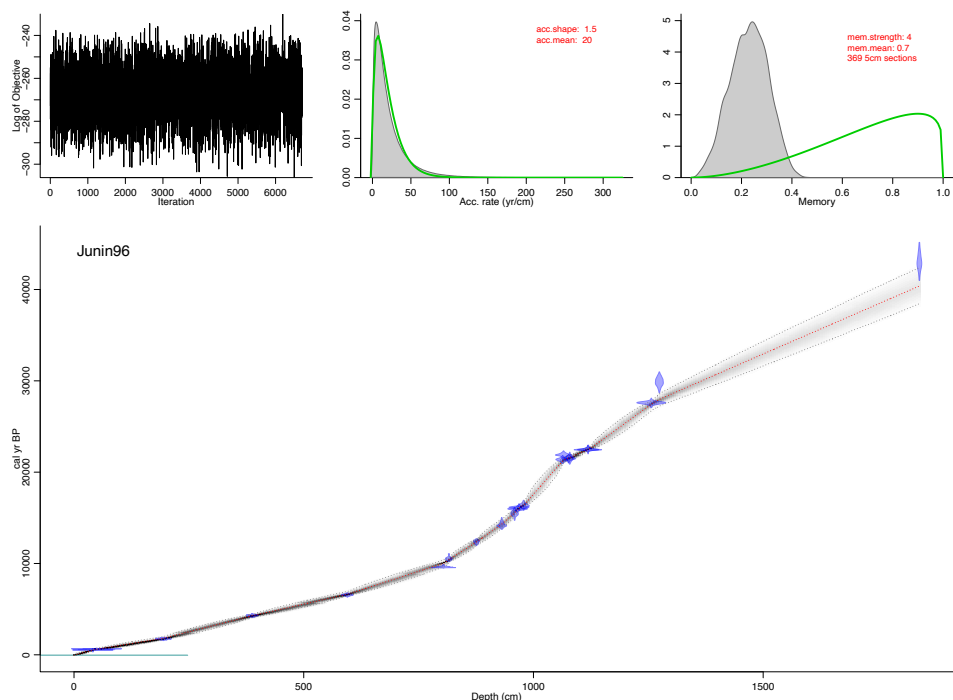 Log of Objective
-300
-280
-260
-240
0 1000 2000 3000 4000 5000 6000
Iteration
0.00 0.01 0.02 0.03 0.04
acc.shape: 1.5
acc.mean: 20
0 50 100 150 200 250 300
Acc. rate (yr/cm)
0 1 2 3 4 5
mem.strength: 4
mem.mean: 0.7
369 5cm sections
0.0 0.2 0.4 0.6 0.8 1.0
Memory
Junin96
cal yr BP
0 10000 20000 30000 40000
0 500 1000 1500
Depth (cm)